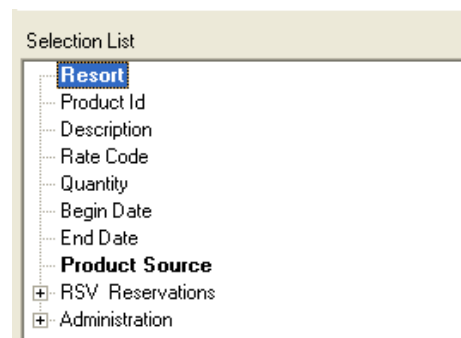 Selection List
Resort
Product Id
Description
Rate Code
Quantity
Begin Date
End Date
Product Source
RSV Reservations
Administration